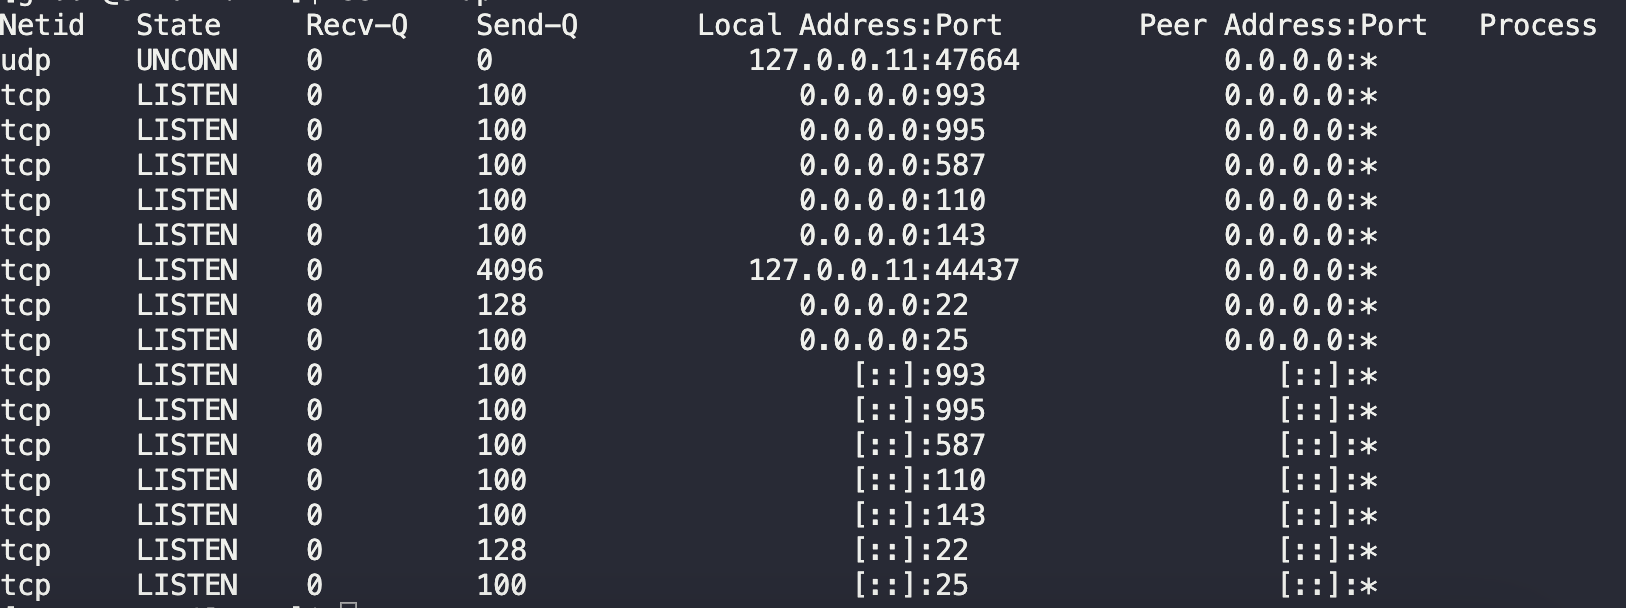 Netid State Recv-Q Send-Q Local Address:Port Peer Address:Port Process
udp UNCONN 0 0 127.0.0.11:47664 0.0.0.0:*
tcp LISTEN 0 100 0.0.0.0:993 0.0.0.0:*
tcp LISTEN 0 100 0.0.0.0:995 0.0.0.0:*
tcp LISTEN 0 100 0.0.0.0:587 0.0.0.0:*
tcp LISTEN 0 100 0.0.0.0:110 0.0.0.0:*
tcp LISTEN 0 100 0.0.0.0:143 0.0.0.0:*
tcp LISTEN 0 4096 127.0.0.11:44437 0.0.0.0:*
tcp LISTEN 0 128 0.0.0.0:22 0.0.0.0:*
tcp LISTEN 0 100 0.0.0.0:25 0.0.0.0:*
tcp LISTEN 0 100 [::]:993 [::]:*
tcp LISTEN 0 100 [::]:995 [::]:*
tcp LISTEN 0 100 [::]:587 [::]:*
tcp LISTEN 0 100 [::]:110 [::]:*
tcp LISTEN 0 100 [::]:143 [::]:*
tcp LISTEN 0 128 [::]:22 [::]:*
tcp LISTEN 0 100 [::]:25 [::]:*